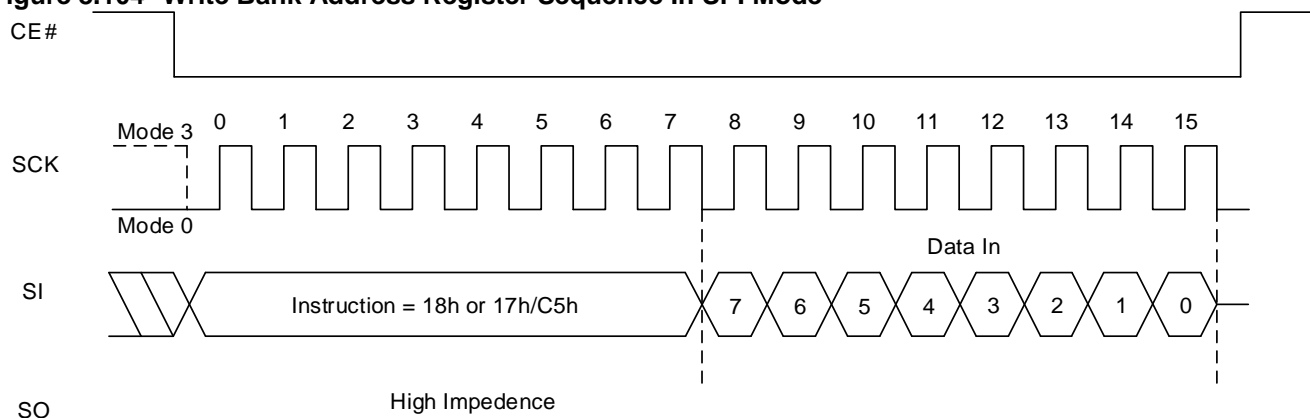 Figure 8.104 Write Bank Address Register Sequence In SPI Mode
CE#
Mode 3
0 1 2 3 4 5 6 7 8 9 10 11 12 13 14 15
SCK
Mode 0
Data In
SI
Instruction = 18h or 17h/C5h
7 6 5 4 3 2 1 0
High Impedence
SO